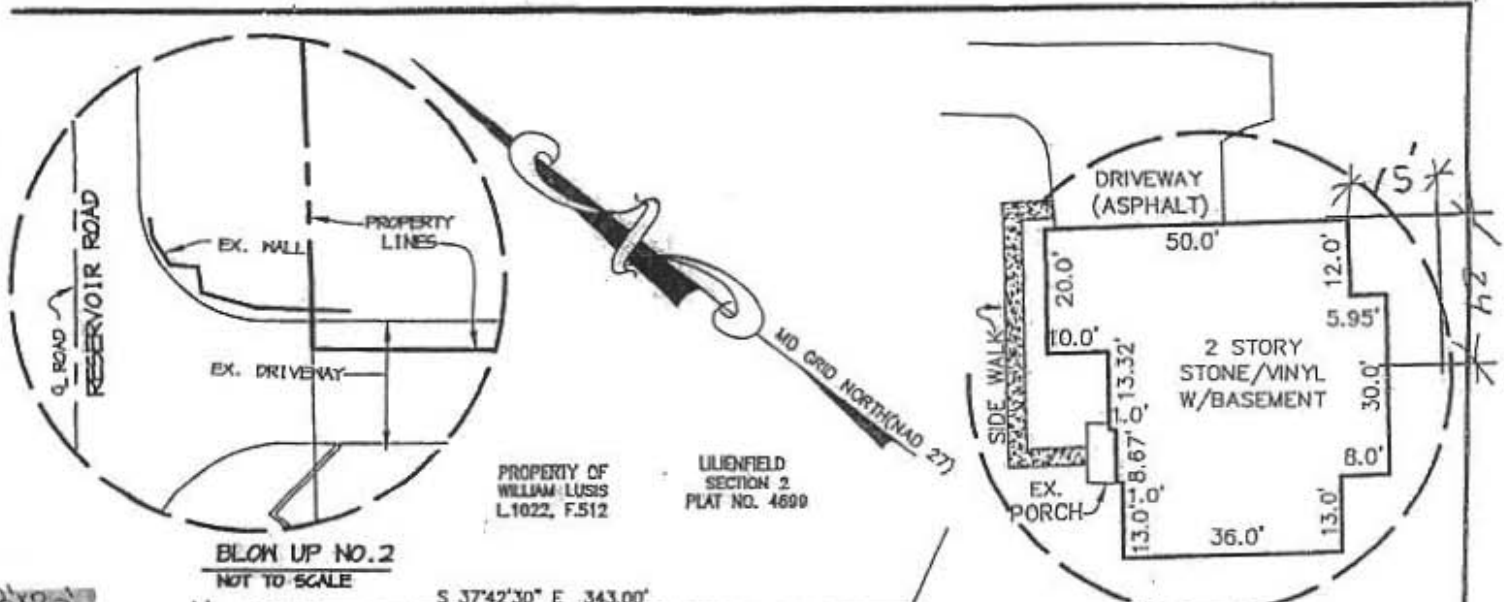 RESERVOIR ROAD
ROAD
EX. WALL
PROPERTY
LINES
EX. DRIVEWAY
BLOW UP NO.2
NOT TO SCALE
MD GRID NORTH(NAD 27)
PROPERTY OF
WILLIAM LUSIS
L.1022, F.512
LILIENFIELD
SECTION 2
PLAT NO. 4699
S 37°42'30" E 343.00'
DRIVEWAY
(ASPHALT)
15'
50.0'
20.0'
12.0'
24
5.95'
10.0'
SIDE WALK
13.32'
2 STORY
STONE/VINYL
W/BASEMENT
30.0'
1.0'
8.67'
8.0'
EX.
PORCH
1.0'
13.0'
36.0'
13.0'